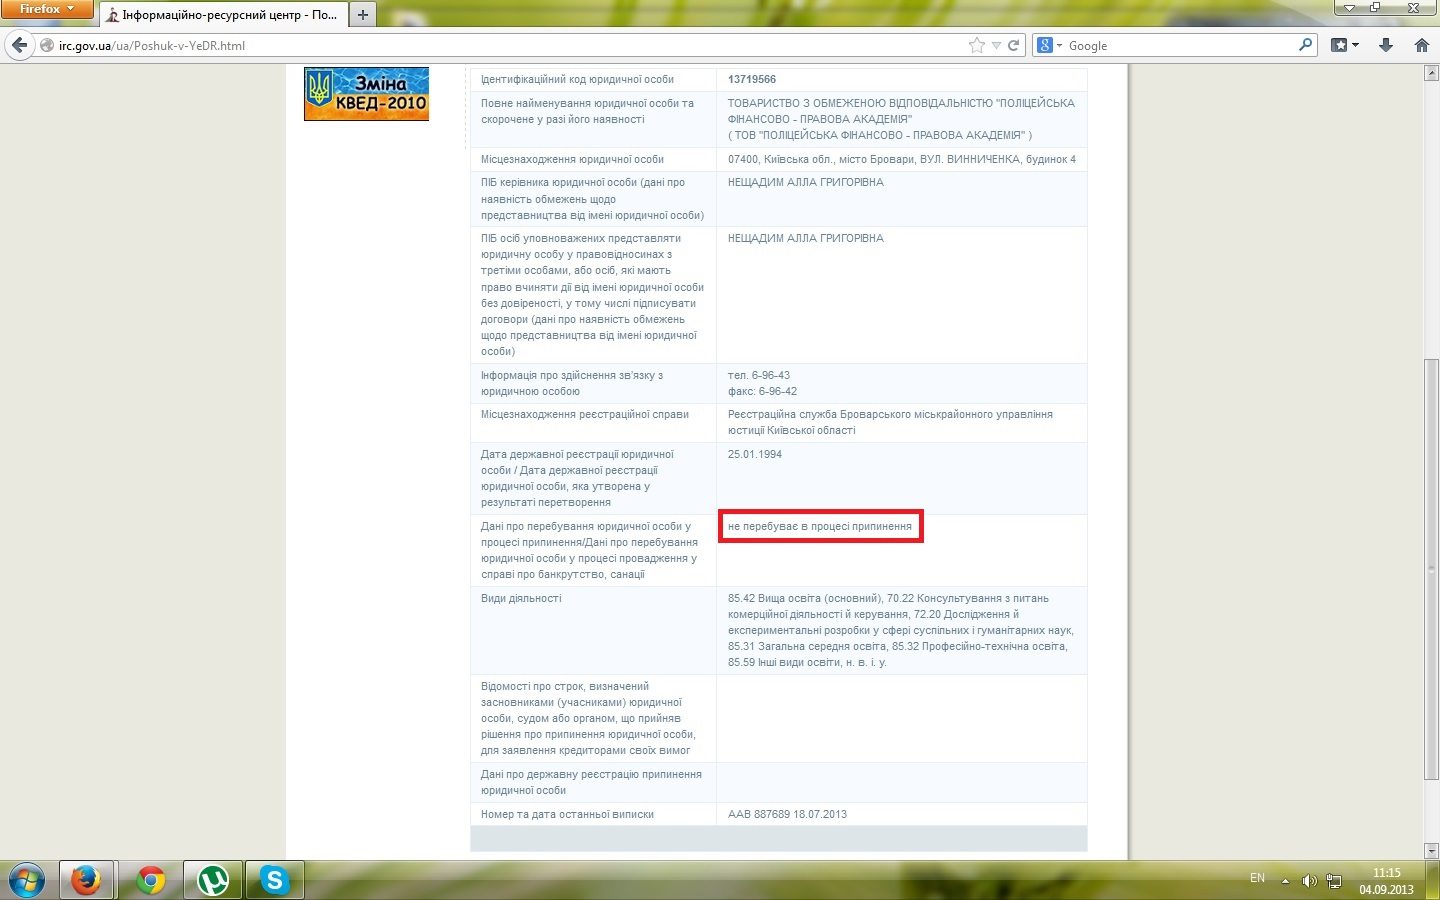 Firefox
Інформаційно-ресурсний центр - По...
irc.gov.ua/ua/Poshuk-v-YeDR.html
Google
Зміна
КВЕД-2010
Ідентифікаційний код юридичної особи
13719566
Повне найменування юридичної особи та
скорочене у разі його наявності
ТОВАРИСТВО З ОБМЕЖЕНОЮ ВІДПОВІДАЛЬНІСТЮ "ПОЛІЦЕЙСЬКА
ФІНАНСОВО - ПРАВОВА АКАДЕМІЯ"
( ТОВ "ПОЛІЦЕЙСЬКА ФІНАНСОВО - ПРАВОВА АКАДЕМІЯ" )
Місцезнаходження юридичної особи
07400, Київська обл., місто Бровари, ВУЛ. ВИННИЧЕНКА, будинок 4
ПІБ керівника юридичної особи (дані про
наявність обмежень щодо
представництва від імені юридичної особи)
НЕЩАДИМ АЛЛА ГРИГОРІВНА
ПІБ осіб уповноважених представляти
юридичну особу у правовідносинах з
третіми особами, або осіб, які мають
право вчиняти дії від імені юридичної особи
без довіреності, у тому числі підписувати
договори (дані про наявність обмежень
щодо представництва від імені юридичної
особи)
НЕЩАДИМ АЛЛА ГРИГОРІВНА
Інформація про здійснення зв'язку з
юридичною особою
тел. 6-96-43
факс: 6-96-42
Місцезнаходження реєстраційної справи
Реєстраційна служба Броварського міськрайонного управління
юстиції Київської області
Дата державної реєстрації юридичної
особи / Дата державної реєстрації
юридичної особи, яка утворена у
результаті перетворення
25.01.1994
Дані про перебування юридичної особи у
процесі припинення/Дані про перебування
юридичної особи у процесі провадження у
справі про банкрутство, санації
не перебуває в процесі припинення
Види діяльності
85.42 Вища освіта (основний), 70.22 Консультування з питань
комерційної діяльності й керування, 72.20 Дослідження й
експериментальні розробки у сфері суспільних і гуманітарних наук,
85.31 Загальна середня освіта, 85.32 Професійно-технічна освіта,
85.59 Інші види освіти, н. в. і. у.
Відомості про строк, визначений
засновниками (учасниками) юридичної
особи, судом або органом, що прийняв
рішення про припинення юридичної особи,
для заявлення кредиторами своїх вимог
Дані про державну реєстрацію припинення
юридичної особи
Номер та дата останньої виписки
ААВ 887689 18.07.2013
EN
11:15
04.09.2013